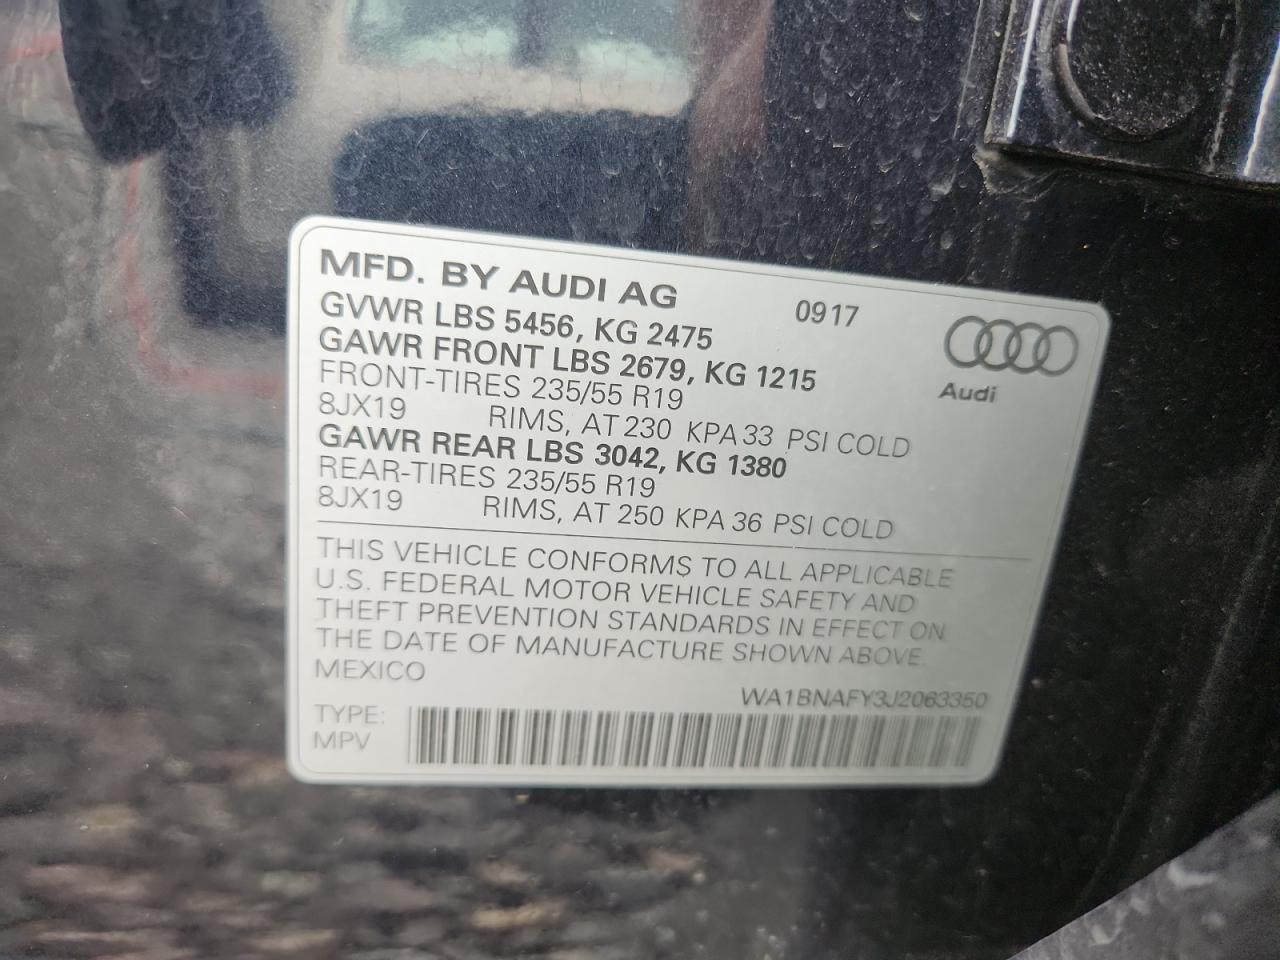 MFD. BY AUDI AG 0917
GVWR LBS 5456, KG 2475
GAWR FRONT LBS 2679, KG 1215
FRONT-TIRES 235/55 R19
8JX19 RIMS, AT 230 KPA 33 PSI COLD
GAWR REAR LBS 3042, KG 1380
REAR-TIRES 235/55 R19
8JX19 RIMS, AT 250 KPA 36 PSI COLD
Audi
THIS VEHICLE CONFORMS TO ALL APPLICABLE
U.S. FEDERAL MOTOR VEHICLE SAFETY AND
THEFT PREVENTION STANDARDS IN EFFECT ON
THE DATE OF MANUFACTURE SHOWN ABOVE.
MEXICO
WA1BNAFY3J2063350
TYPE:
MPV